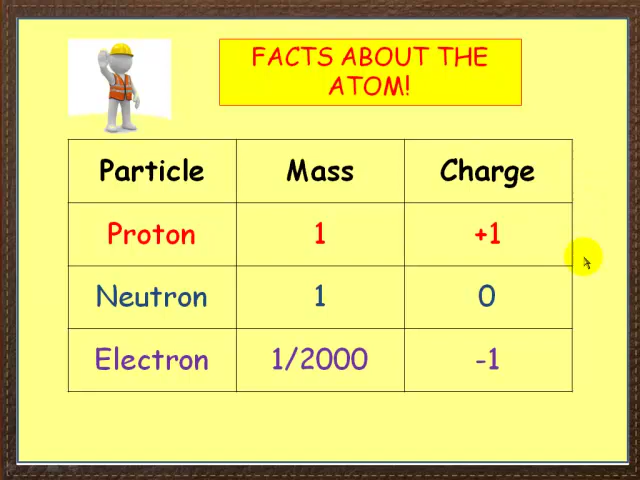 FACTS ABOUT THE
ATOM!
Particle Mass Charge
Proton 1 +1
Neutron 1 0
Electron 1/2000 -1